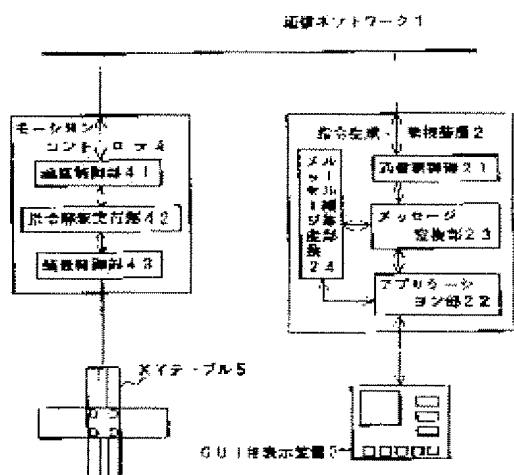 通信ネットワーク1
モーション
コントローラ4
通信制御部41
指令解釈実行部42
装置制御部43
XYテーブル5
指令生成・監視装置2
通信制御部21
メッセージ
変換部23
アプリケーシ
ョン部22
GUI用表示装置3